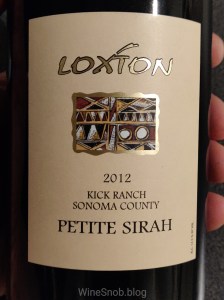 LOXTON
2012
KICK RANCH
SONOMA COUNTY
PETITE SIRAH
WineSnob.blog